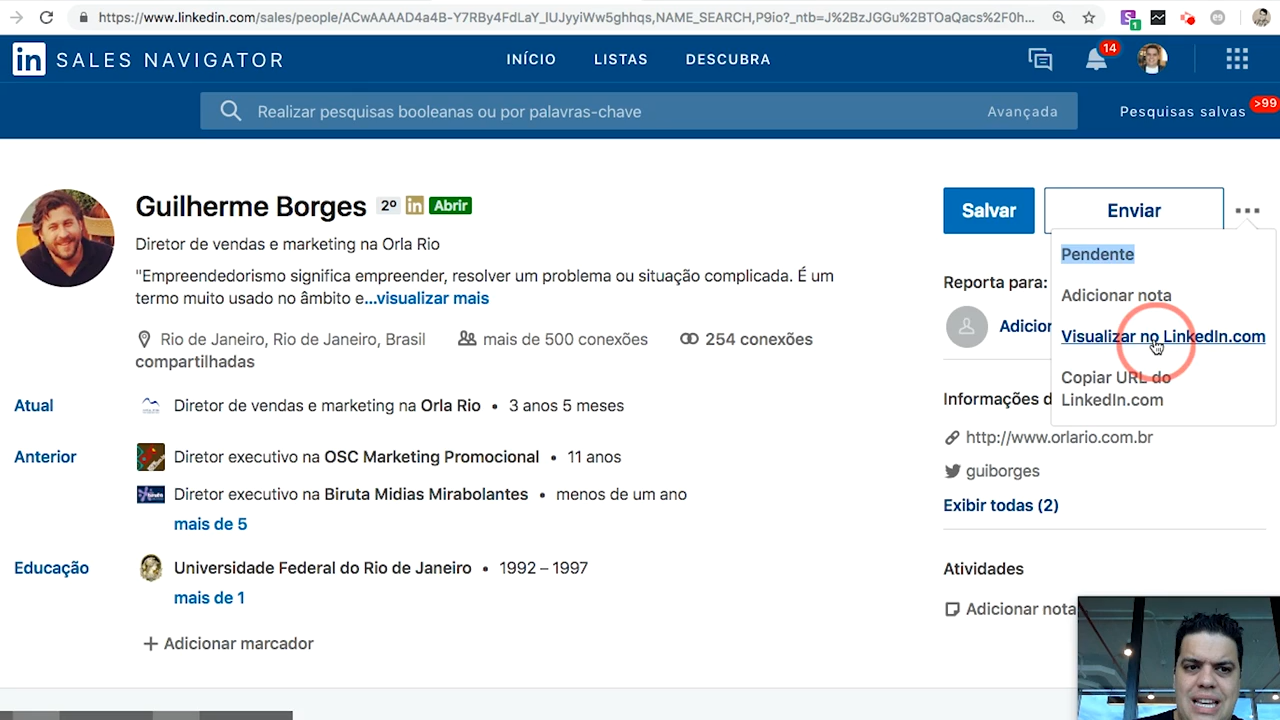 https://www.linkedin.com/sales/people/ACwAAAAD4a4B-Y7RBy4FdLaY_lUJyyiWw5ghhqs,NAME_SEARCH,P9io?_ntb=J%2BzJGGu%2BTOaQacs%2F0h...
1
in SALES NAVIGATOR
INÍCIO
LISTAS
DESCUBRA
14
Realizar pesquisas booleanas ou por palavras-chave
Avançada
Pesquisas salvas
>99
Guilherme Borges 2º in Abrir
Diretor de vendas e marketing na Orla Rio
"Empreendedorismo significa empreender, resolver um problema ou situação complicada. É um
termo muito usado no âmbito e...visualizar mais
Rio de Janeiro, Rio de Janeiro, Brasil
mais de 500 conexões
254 conexões
compartilhadas
Atual
Diretor de vendas e marketing na Orla Rio • 3 anos 5 meses
Anterior
Diretor executivo na OSC Marketing Promocional • 11 anos
Diretor executivo na Biruta Midias Mirabolantes • menos de um ano
mais de 5
Educação
Universidade Federal do Rio de Janeiro • 1992 – 1997
mais de 1
+ Adicionar marcador
Salvar
Enviar
...
Pendente
Adicionar nota
Visualizar no LinkedIn.com
Copiar URL do
LinkedIn.com
Reporta para:
Adicior
Informações d
http://www.orlario.com.br
guiborges
Exibir todas (2)
Atividades
Adicionar nota